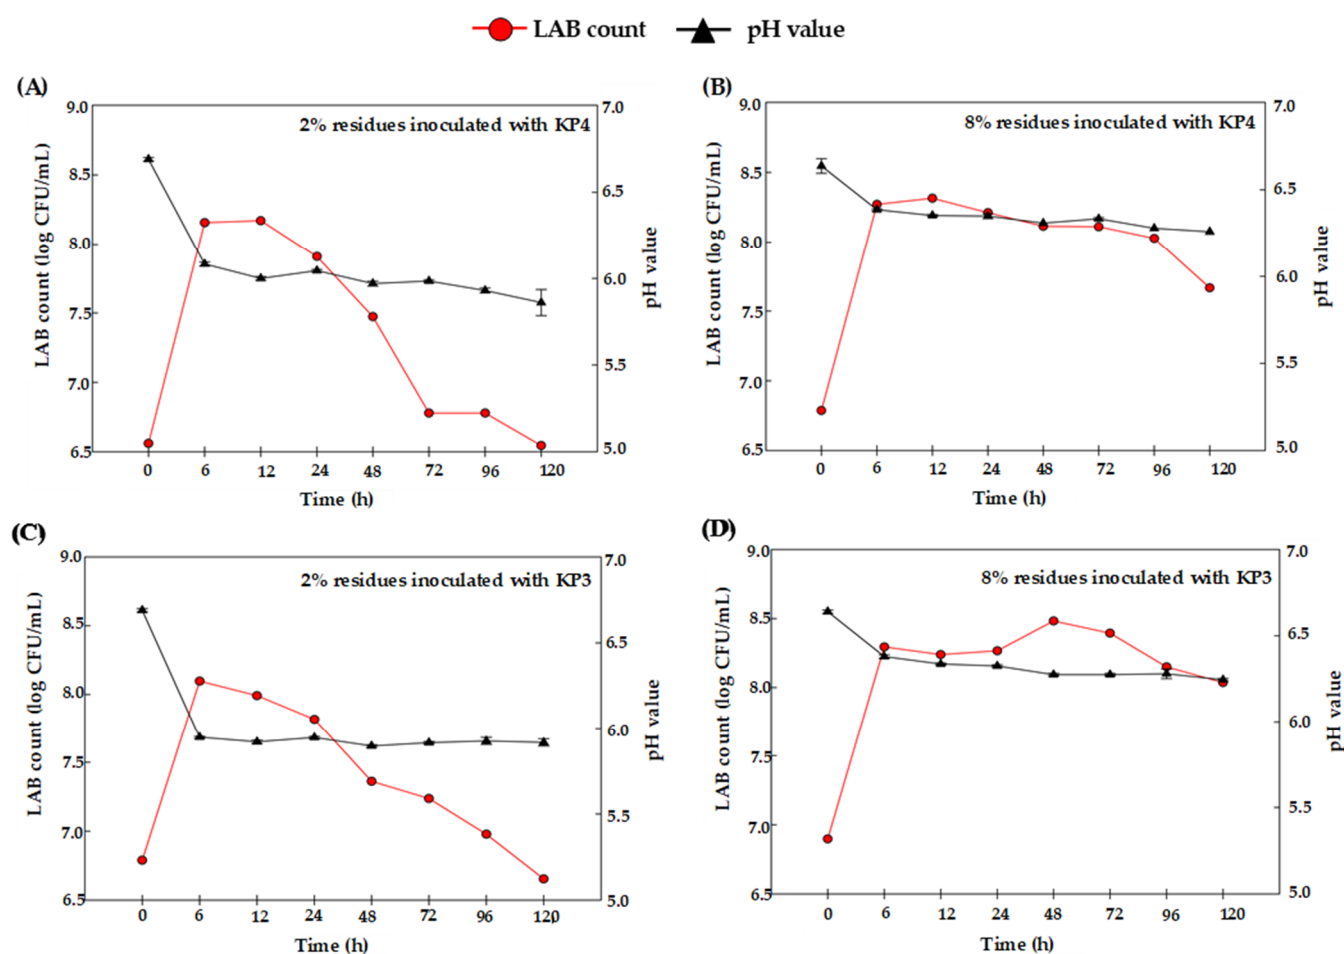 LAB count pH value
(A) (B)
2% residues inoculated with KP4
LAB count (log CFU/mL)
9.0
8.5
8.0
7.5
7.0
6.5
7.0
6.5
6.0
5.5
5.0
pH value
0 6 12 24 48 72 96 120
Time (h)
8% residues inoculated with KP4
LAB count (log CFU/mL)
9.0
8.5
8.0
7.5
7.0
6.5
7.0
6.5
6.0
5.5
5.0
pH value
0 6 12 24 48 72 96 120
Time (h)
(C) (D)
2% residues inoculated with KP3
LAB count (log CFU/mL)
9.0
8.5
8.0
7.5
7.0
6.5
7.0
6.5
6.0
5.5
5.0
pH value
0 6 12 24 48 72 96 120
Time (h)
8% residues inoculated with KP3
LAB count (log CFU/mL)
9.0
8.5
8.0
7.5
7.0
6.5
7.0
6.5
6.0
5.5
5.0
pH value
0 6 12 24 48 72 96 120
Time (h)